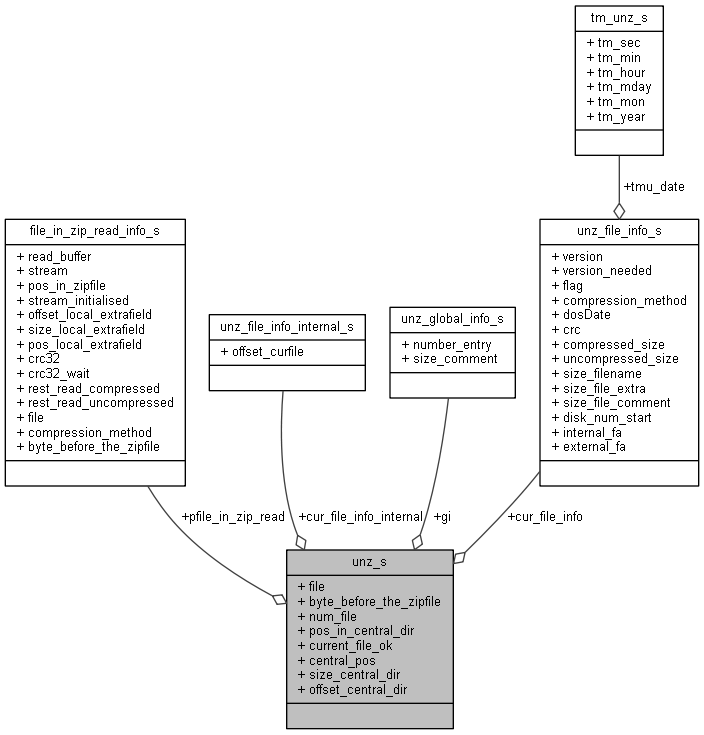 tm_unz_s
+ tm_sec
+ tm_min
+ tm_hour
+ tm_mday
+ tm_mon
+ tm_year
+tmu_date
file_in_zip_read_info_s
+ read_buffer
+ stream
+ pos_in_zipfile
+ stream_initialised
+ offset_local_extrafield
+ size_local_extrafield
+ pos_local_extrafield
+ crc32
+ crc32_wait
+ rest_read_compressed
+ rest_read_uncompressed
+ file
+ compression_method
+ byte_before_the_zipfile
unz_file_info_internal_s
+ offset_curfile
unz_global_info_s
+ number_entry
+ size_comment
unz_file_info_s
+ version
+ version_needed
+ flag
+ compression_method
+ dosDate
+ crc
+ compressed_size
+ uncompressed_size
+ size_filename
+ size_file_extra
+ size_file_comment
+ disk_num_start
+ internal_fa
+ external_fa
+pfile_in_zip_read
+cur_file_info_internal
+gi
+cur_file_info
unz_s
+ file
+ byte_before_the_zipfile
+ num_file
+ pos_in_central_dir
+ current_file_ok
+ central_pos
+ size_central_dir
+ offset_central_dir